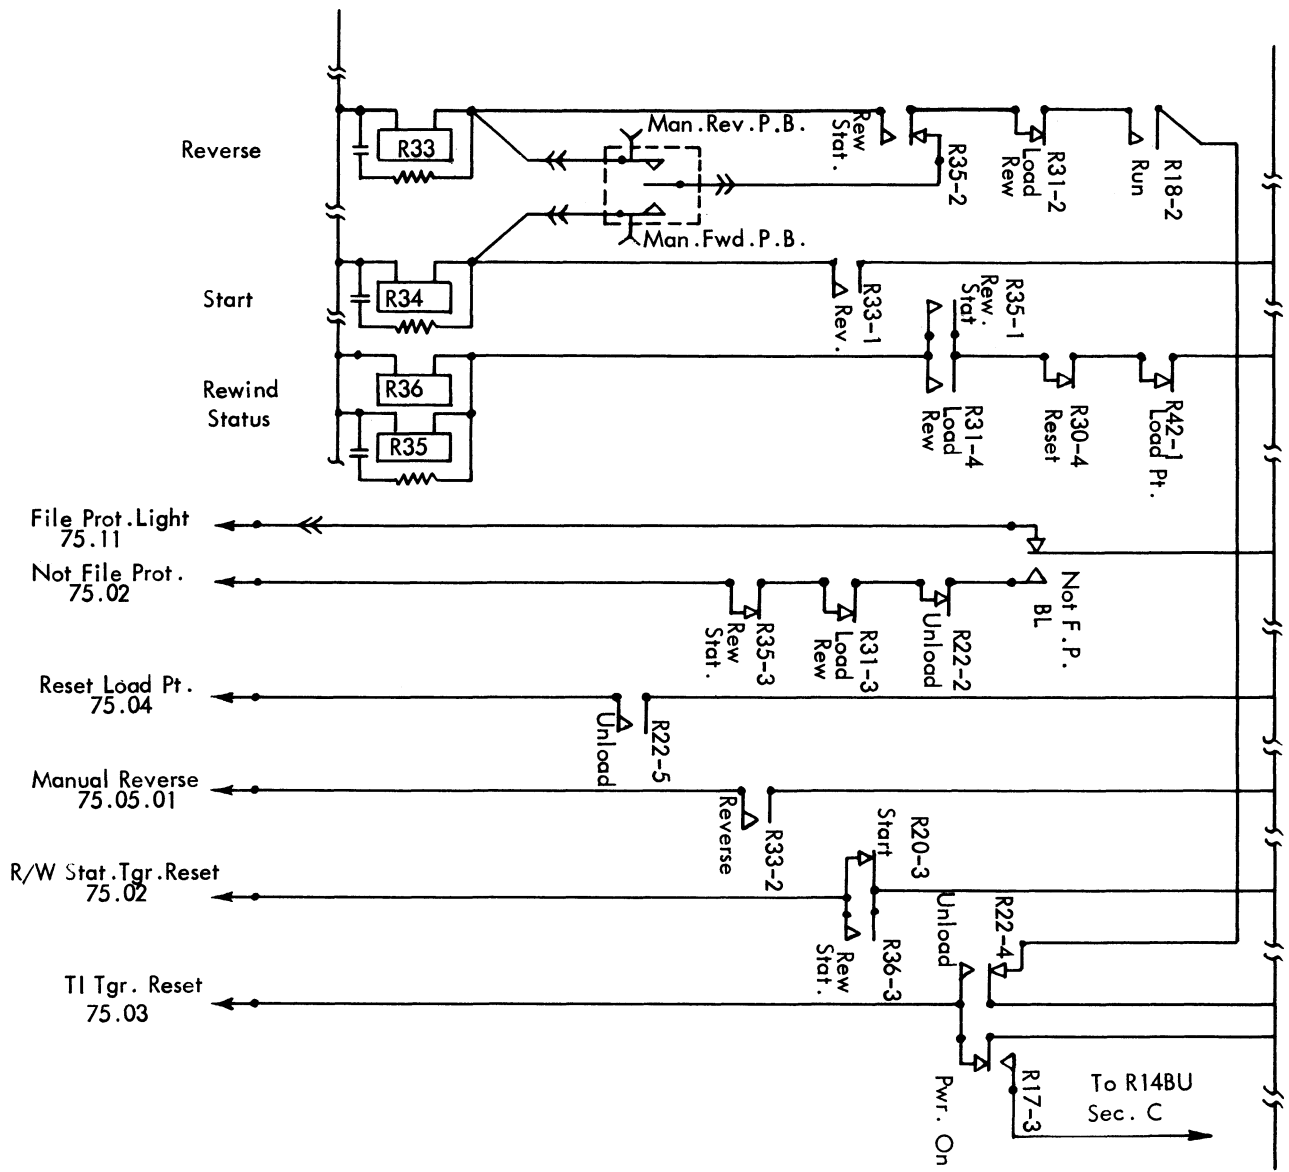 Man.Rev.P.B.
Reverse
R33
Rew
Stat.
R35-2
R31-2
Load
Rew
Run
R18-2
Man.Fwd.P.B.
Start
R34
R33-1
Rev.
R35-1
Rew.
Stat
Rewind
Status
R36
R35
R31-4
Load
Rew
R30-4
Reset
R42-1
Load Pt.
File Prot.Light
75.11
Not File Prot.
75.02
R35-3
Rew
Stat.
R31-3
Load
Rew
R22-2
Unload
Not F.P.
BL
Reset Load Pt.
75.04
Unload
R22-5
Manual Reverse
75.05.01
Reverse
R33-2
R20-3
Start
R/W Stat.Tgr.Reset
75.02
R36-3
Rew
Stat.
R22-4
Unload
TI Tgr. Reset
75.03
Pwr. On
R17-3
To R14BU
Sec. C